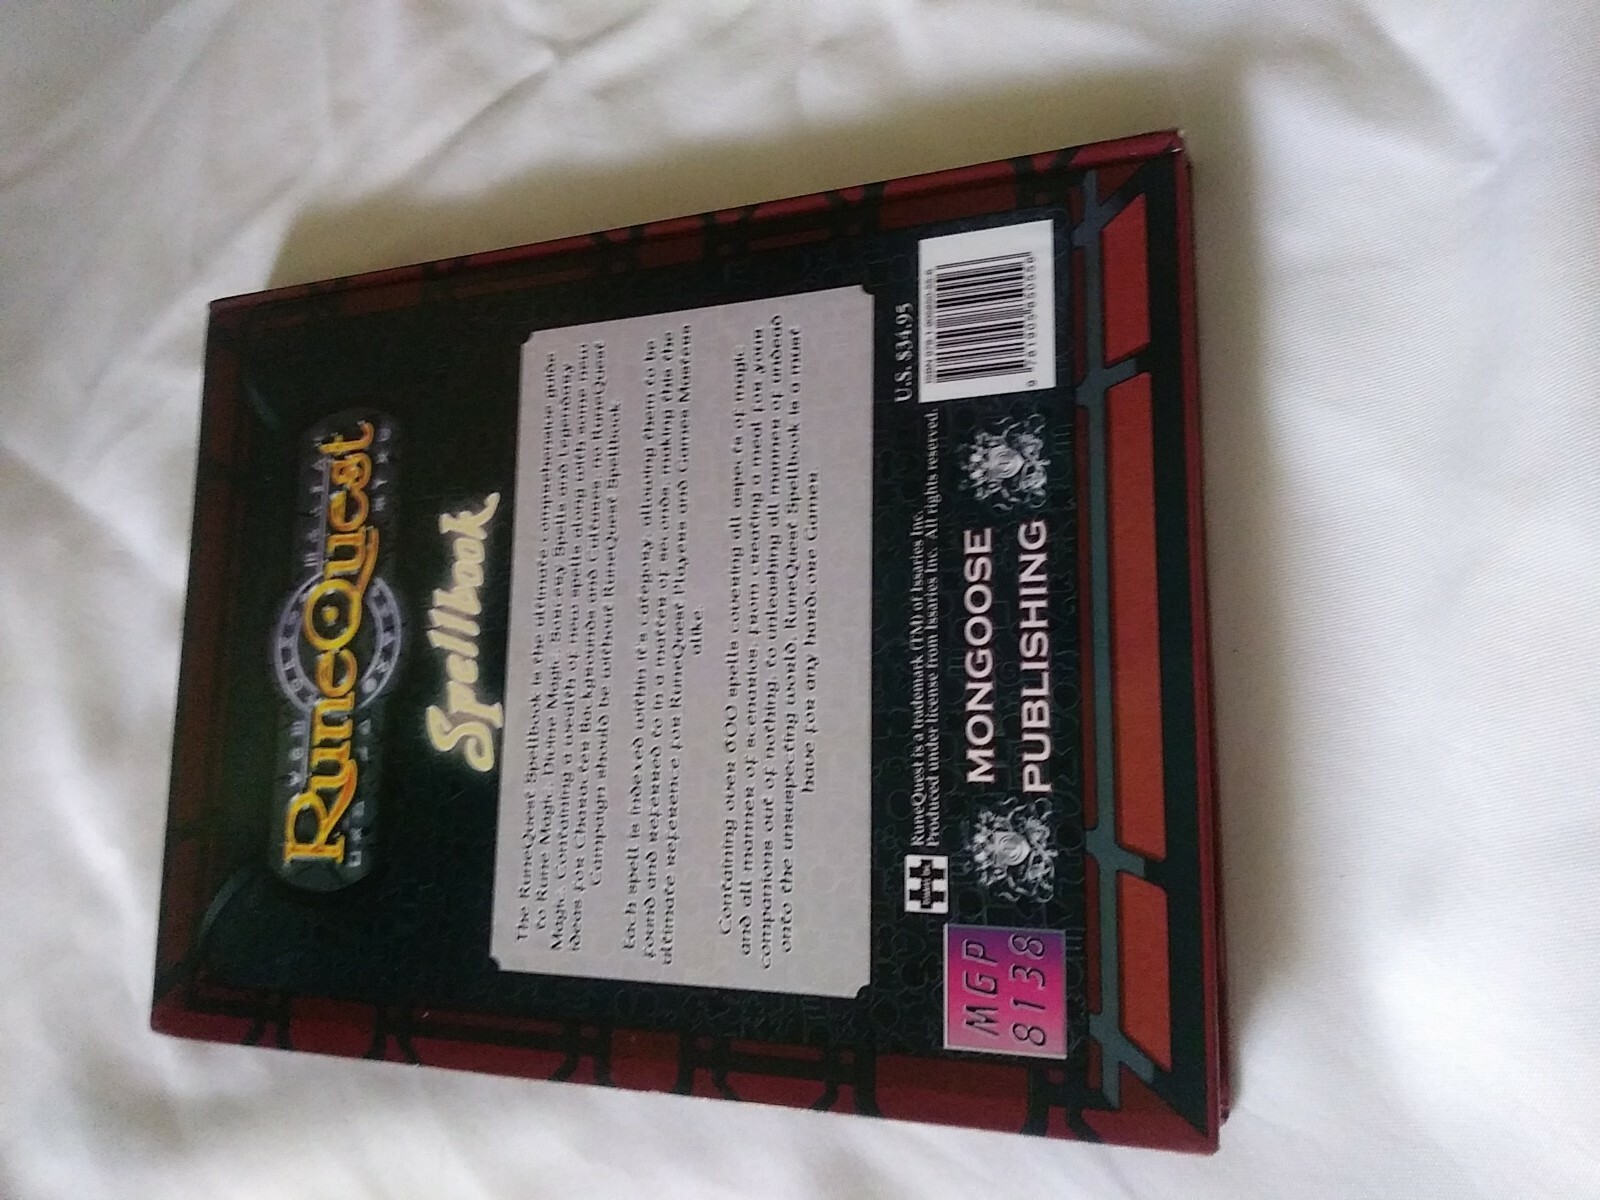 RuneQuest
Spellbook
The RuneQuest Spellbook is the ultimate comprehensive guide
to Rune Magic, Divine Magic, Sorcery Spells and Legendary
Magic. Containing a wealth of new spells along with some new
ideas for Character Backgrounds and Cultures, no RuneQuest
Campaign should be without RuneQuest Spellbook
Each spell is indexed within it's category, allowing them to be
found and referred to in a matter of seconds, making this the
ultimate reference for RuneQuest Players and Games Masters
alike.
Containing over 600 spells covering all aspects of magic
and all manner of scenarios, from creating a meal for your
companions out of nothing, to unleashing all manner of undead
onto the unsuspecting world, RuneQuest Spellbook is a must
have for any hardcore Gamer
RuneQuest is a trademark (TM) of Issaries Inc.
Produced under license from Issaries Inc. All rights reserved.
U.S. $34.95
MGP
8138
MONGOOSE
PUBLISHING